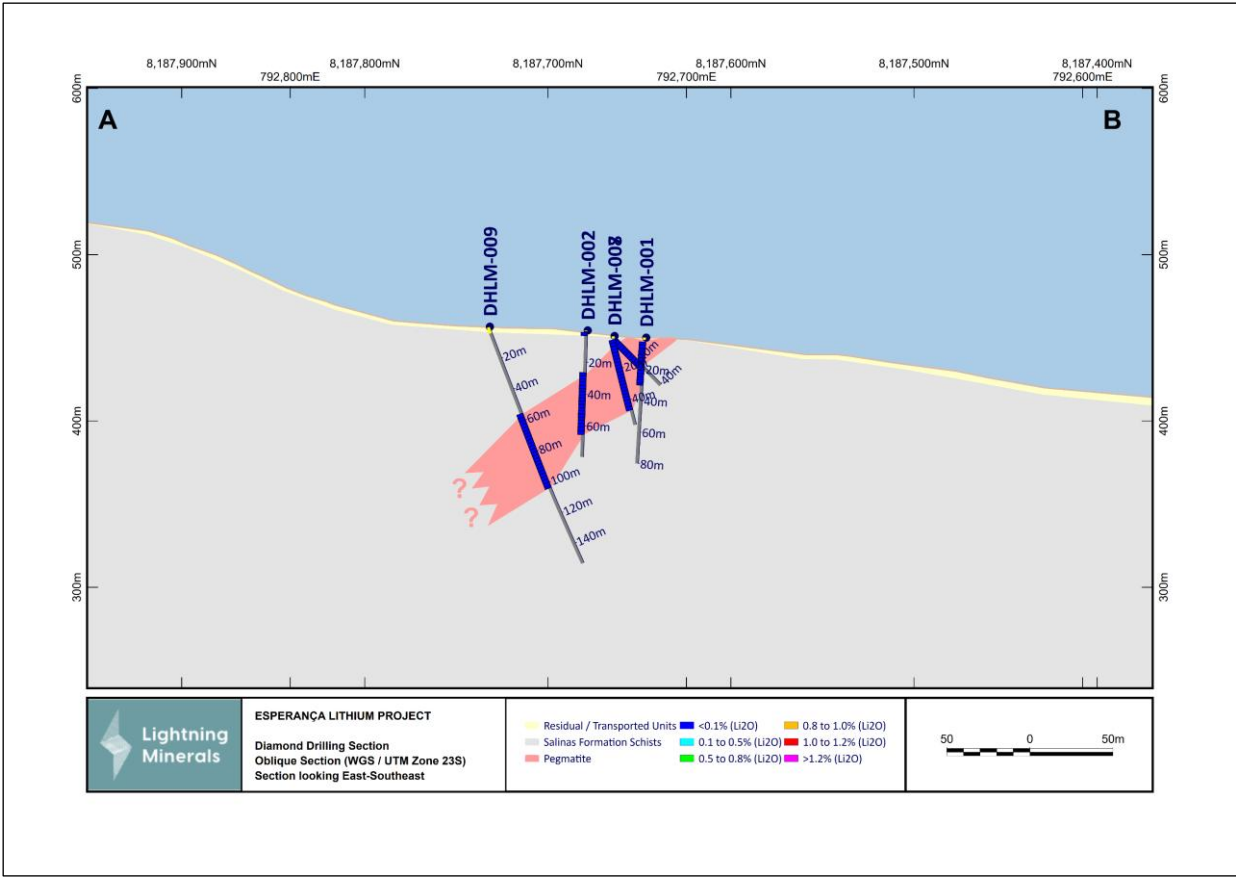 8,187,900mN 8,187,800mN 8,187,700mN 8,187,600mN 8,187,500mN 8,187,400mN
792,800mE 792,700mE 792,600mE
600m 600m
A B
500m 500m
DHLM-009 DHLM-002 DHLM-001
20m
40m
60m
80m
100m
120m
140m
20m
40m
60m
20m
40m
20m
40m
20m
40m
60m
80m
?
?
400m 400m
300m 300m
Lightning
Minerals
ESPERANÇA LITHIUM PROJECT
Diamond Drilling Section
Oblique Section (WGS / UTM Zone 23S)
Section looking East-Southeast
Residual / Transported Units <0.1% (Li2O) 0.8 to 1.0% (Li2O)
Salinas Formation Schists 0.1 to 0.5% (Li2O) 1.0 to 1.2% (Li2O)
Pegmatite 0.5 to 0.8% (Li2O) >1.2% (Li2O)
50 0 50m